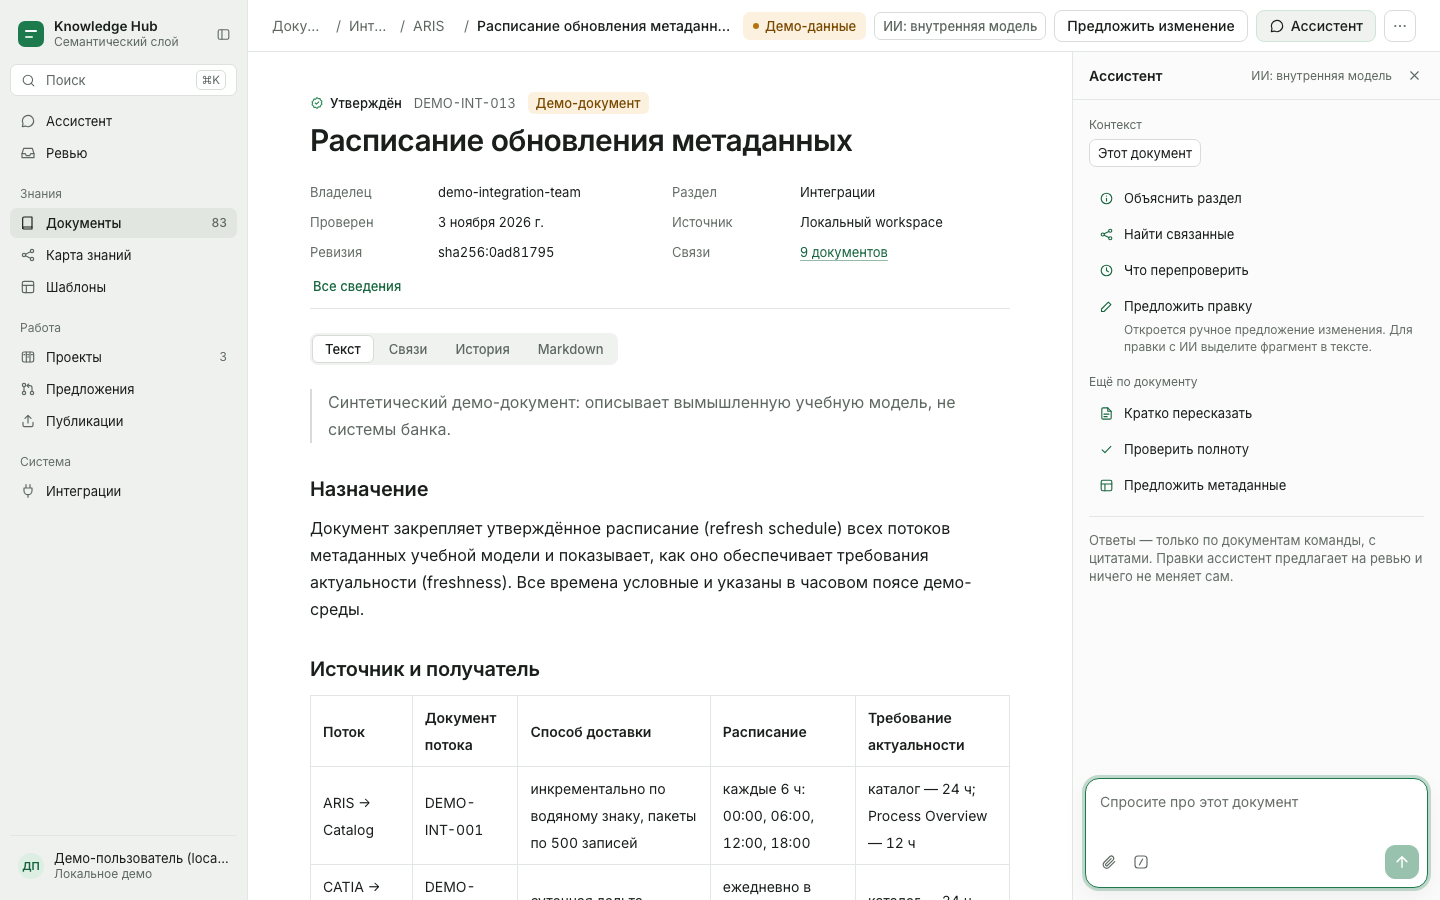 Knowledge Hub
Семантический слой
Поиск
⌘K
Ассистент
Ревью
Знания
Документы
83
Карта знаний
Шаблоны
Работа
Проекты
3
Предложения
Публикации
Система
Интеграции
ДП
Демо-пользователь (loca...
Локальное демо
Доку... / Инт... / ARIS / Расписание обновления метаданн...
Демо-данные
ИИ: внутренняя модель
Предложить изменение
Ассистент
Утверждён DEMO-INT-013 Демо-документ
Расписание обновления метаданных
Владелец demo-integration-team Раздел Интеграции
Проверен 3 ноября 2026 г. Источник Локальный workspace
Ревизия sha256:0ad81795 Связи 9 документов
Все сведения
Текст Связи История Markdown
Синтетический демо-документ: описывает вымышленную учебную модель, не
системы банка.
Назначение
Документ закрепляет утверждённое расписание (refresh schedule) всех потоков
метаданных учебной модели и показывает, как оно обеспечивает требования
актуальности (freshness). Все времена условные и указаны в часовом поясе демо-
среды.
Источник и получатель
Поток
Документ
потока
Способ доставки
Расписание
Требование
актуальности
ARIS →
Catalog
DEMO-
INT-001
инкрементально по
водяному знаку, пакеты
по 500 записей
каждые 6 ч:
00:00, 06:00,
12:00, 18:00
каталог — 24 ч;
Process Overview
— 12 ч
CATIA →
DEMO-
ежедневно в
Ассистент
ИИ: внутренняя модель
Контекст
Этот документ
Объяснить раздел
Найти связанные
Что перепроверить
Предложить правку
Откроется ручное предложение изменения. Для
правки с ИИ выделите фрагмент в тексте.
Ещё по документу
Кратко пересказать
Проверить полноту
Предложить метаданные
Ответы — только по документам команды, с
цитатами. Правки ассистент предлагает на ревью и
ничего не меняет сам.
Спросите про этот документ